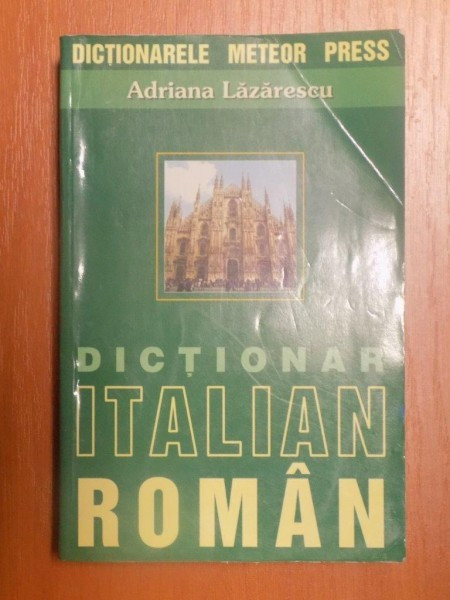 DICȚIONARELE METEOR PRESS
Adriana Lăzărescu
DICȚIONAR
ITALIAN
ROMÂN